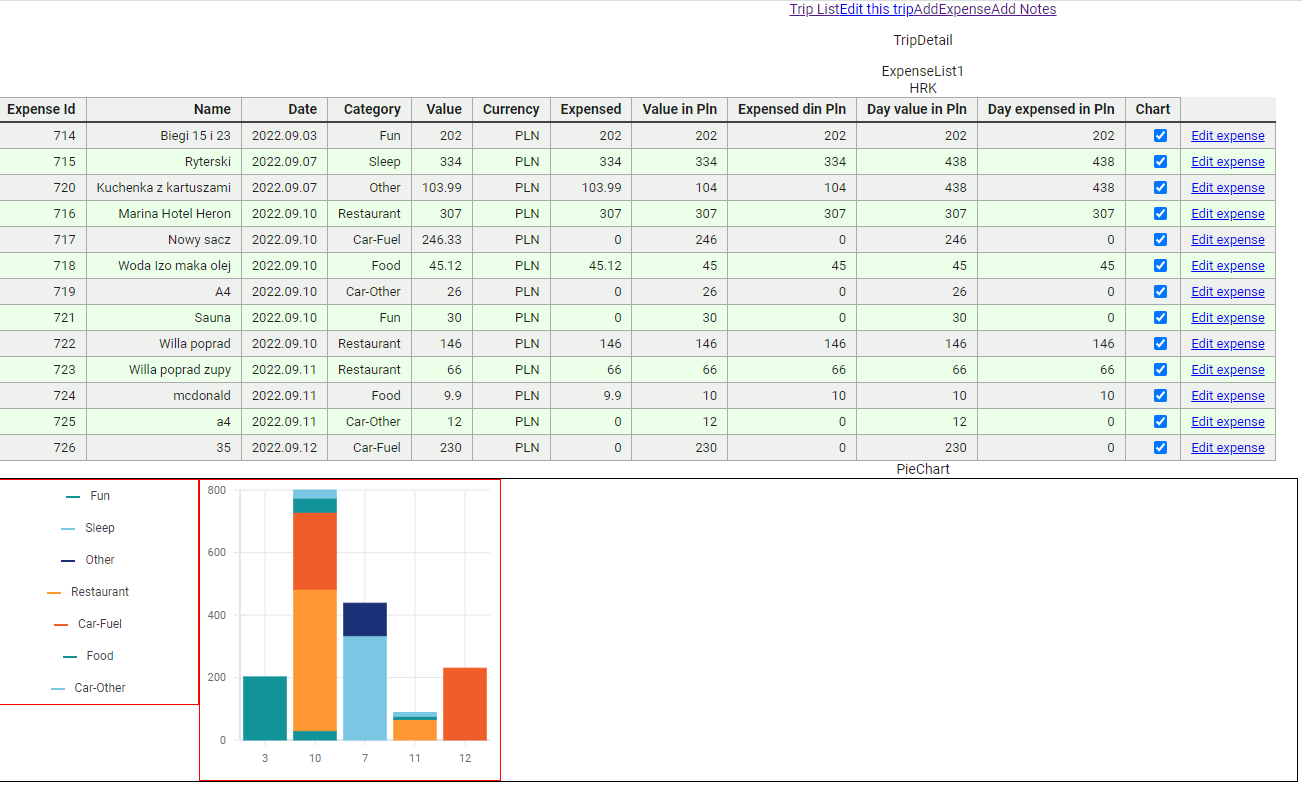 Trip ListEdit this tripAddExpenseAdd Notes
TripDetail
ExpenseList1
HRK
Expense Id Name Date Category Value Currency Expensed Value in Pln Expensed din Pln Day value in Pln Day expensed in Pln Chart
714 Biegi 15 i 23 2022.09.03 Fun 202 PLN 202 202 202 202 202 Edit expense
715 Ryterski 2022.09.07 Sleep 334 PLN 334 334 334 438 438 Edit expense
720 Kuchenka z kartuszami 2022.09.07 Other 103.99 PLN 103.99 104 104 438 438 Edit expense
716 Marina Hotel Heron 2022.09.10 Restaurant 307 PLN 307 307 307 307 307 Edit expense
717 Nowy sacz 2022.09.10 Car-Fuel 246.33 PLN 0 246 0 246 0 Edit expense
718 Woda Izo maka olej 2022.09.10 Food 45.12 PLN 45.12 45 45 45 45 Edit expense
719 A4 2022.09.10 Car-Other 26 PLN 0 26 0 26 0 Edit expense
721 Sauna 2022.09.10 Fun 30 PLN 0 30 0 30 0 Edit expense
722 Willa poprad 2022.09.10 Restaurant 146 PLN 146 146 146 146 146 Edit expense
723 Willa poprad zupy 2022.09.11 Restaurant 66 PLN 66 66 66 66 66 Edit expense
724 mcdonald 2022.09.11 Food 9.9 PLN 9.9 10 10 10 10 Edit expense
725 a4 2022.09.11 Car-Other 12 PLN 0 12 0 12 0 Edit expense
726 35 2022.09.12 Car-Fuel 230 PLN 0 230 0 230 0 Edit expense
PieChart
Fun
Sleep
Other
Restaurant
Car-Fuel
Food
Car-Other
800
600
400
200
0
3 10 7 11 12